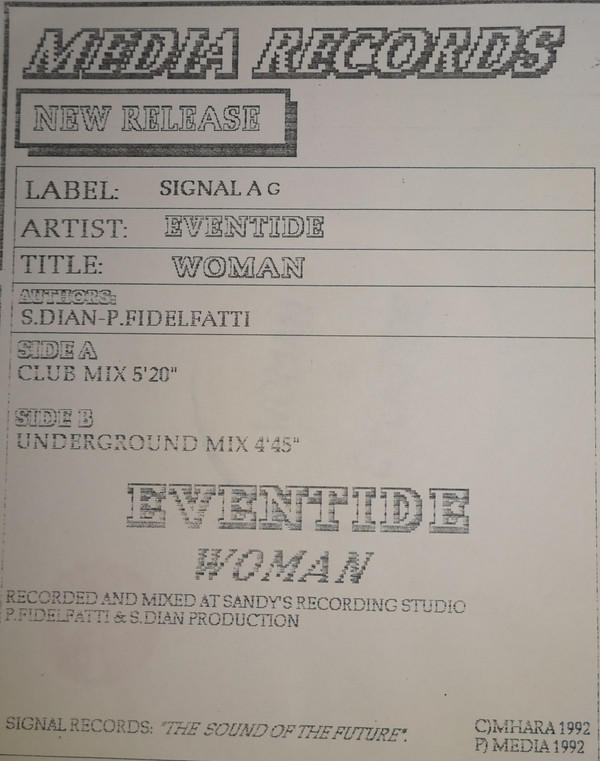 MEDIA RECORDS
NEW RELEASE
LABEL: SIGNAL A G
ARTIST: EVENTIDE
TITLE: WOMAN
AUTHORS:
S.DIAN-P.FIDELFATTI
SIDE A
CLUB MIX 5'20"
SIDE B
UNDERGROUND MIX 4'45"
EVENTIDE
WOMAN
RECORDED AND MIXED AT SANDY'S RECORDING STUDIO
P.FIDELFATTI & S.DIAN PRODUCTION
SIGNAL RECORDS: "THE SOUND OF THE FUTURE".
C)MHARA 1992
P) MEDIA 1992